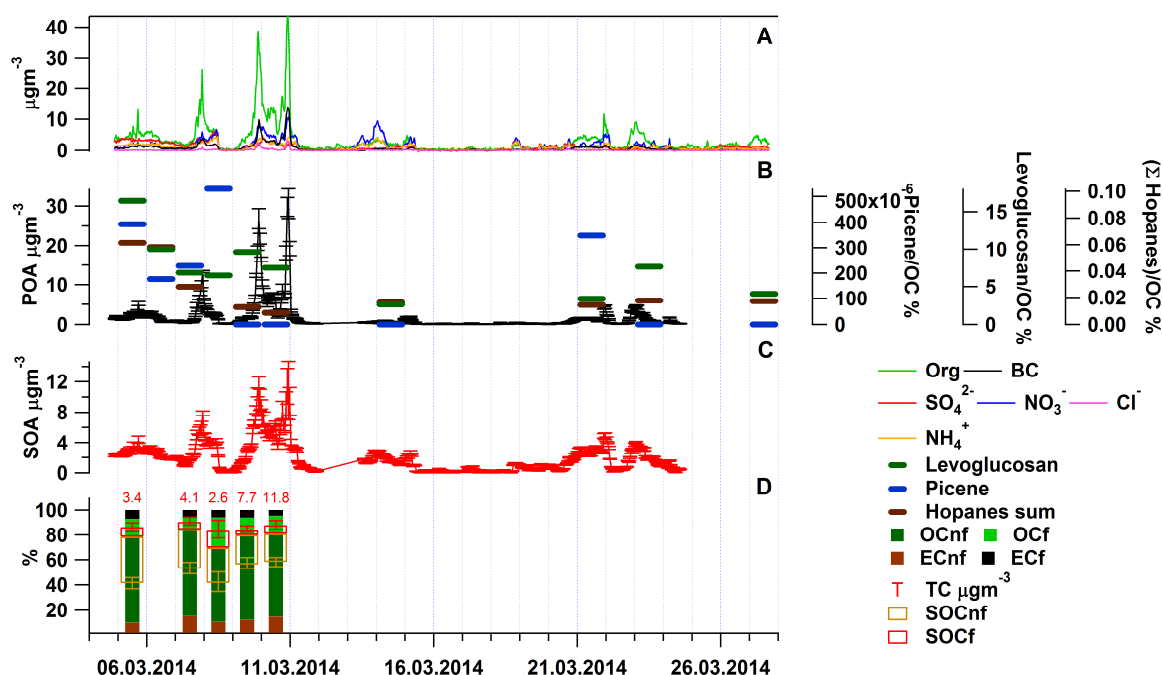 A
40
30
20
10
0
μgm-3
B
30
20
10
0
POA μgm-3
500x10-6
400
300
200
100
0
Picene/OC %
15
10
5
0
Levoglucosan/OC %
0.10
0.08
0.06
0.04
0.02
0.00
(Σ Hopanes)/OC %
C
12
8
4
0
SOA μgm-3
Org BC
SO42- NO3- Cl-
NH4+
Levoglucosan
Picene
Hopanes sum
OCnf OCf
ECnf ECf
TC μgm-3
SOCnf
SOCf
D
3.4 4.1 2.6 7.7 11.8
100
80
60
40
20
%
06.03.2014 11.03.2014 16.03.2014 21.03.2014 26.03.2014